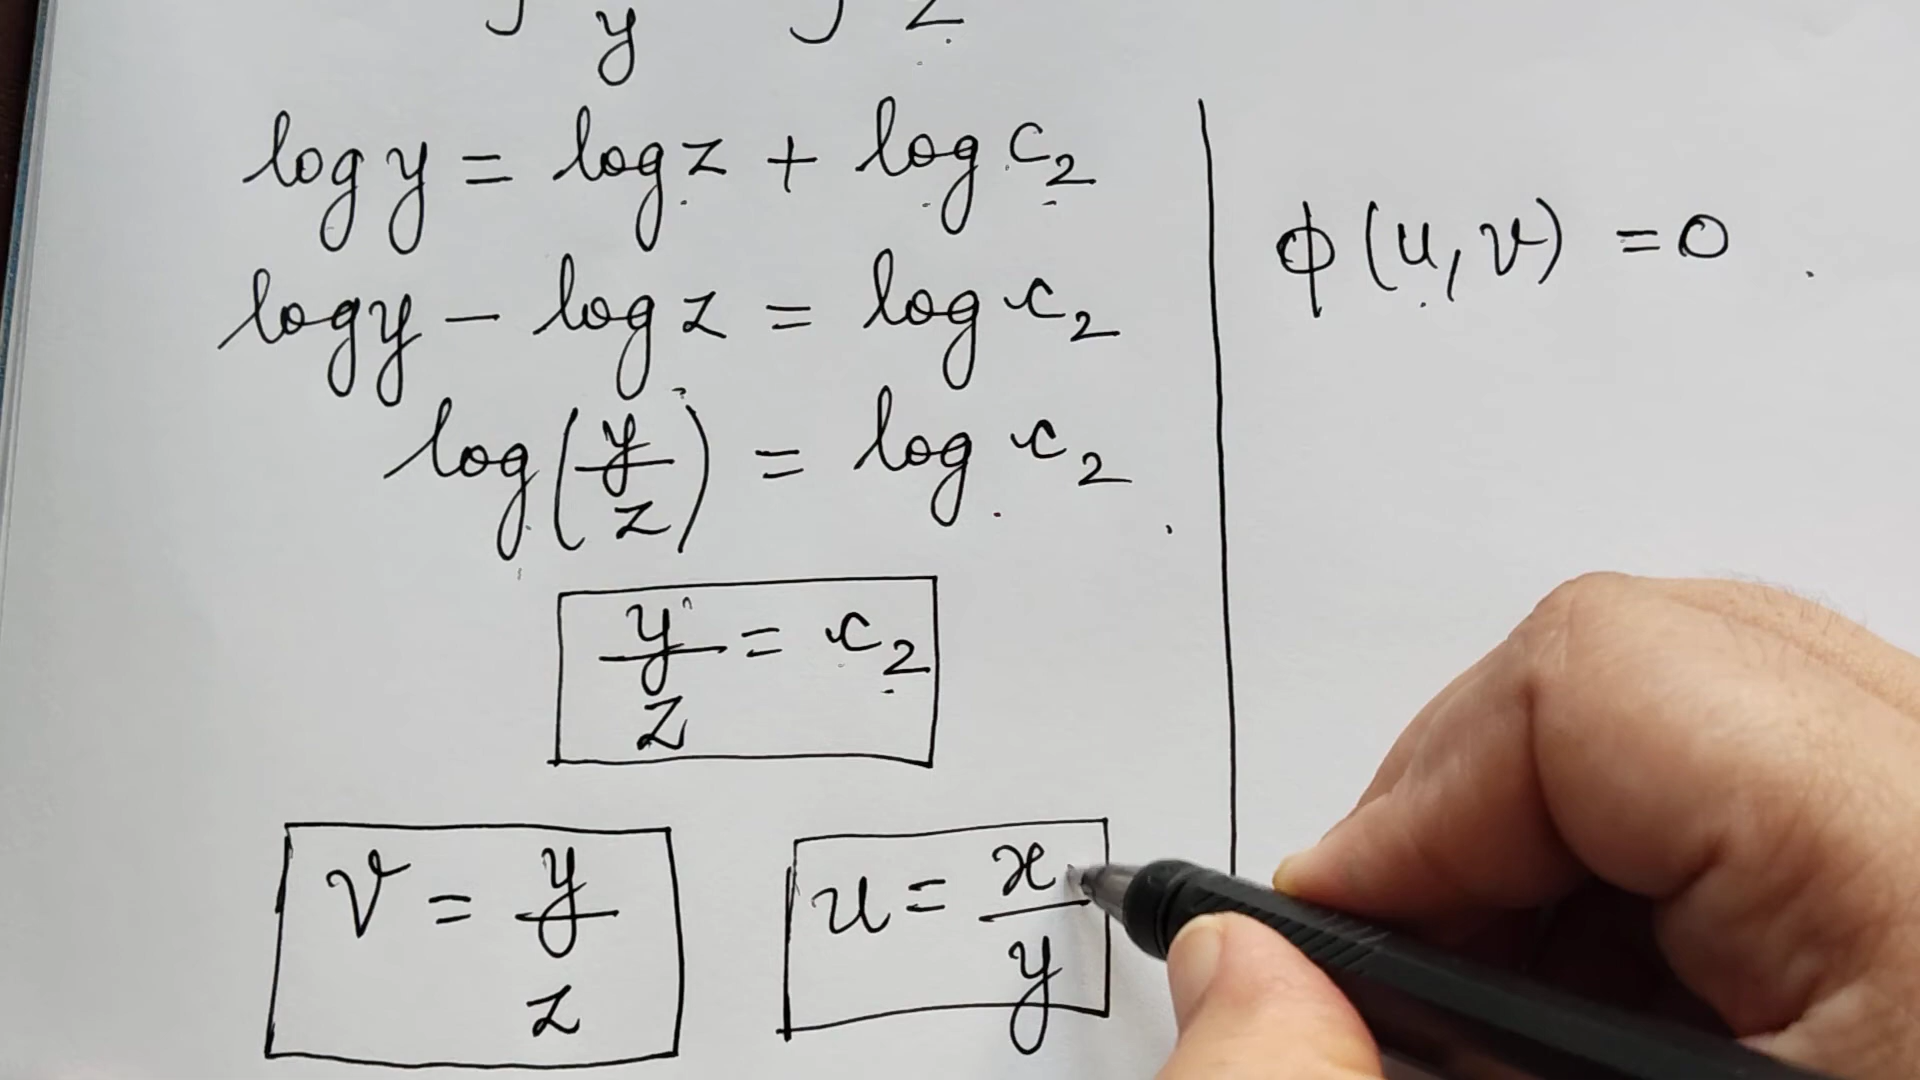 ∫ y ∫ z
log y = log z + log c₂
log y − log z = log c₂
log(y/z) = log c₂
y/z = c₂
v = y/z
u = x/y
φ(u,v) = 0